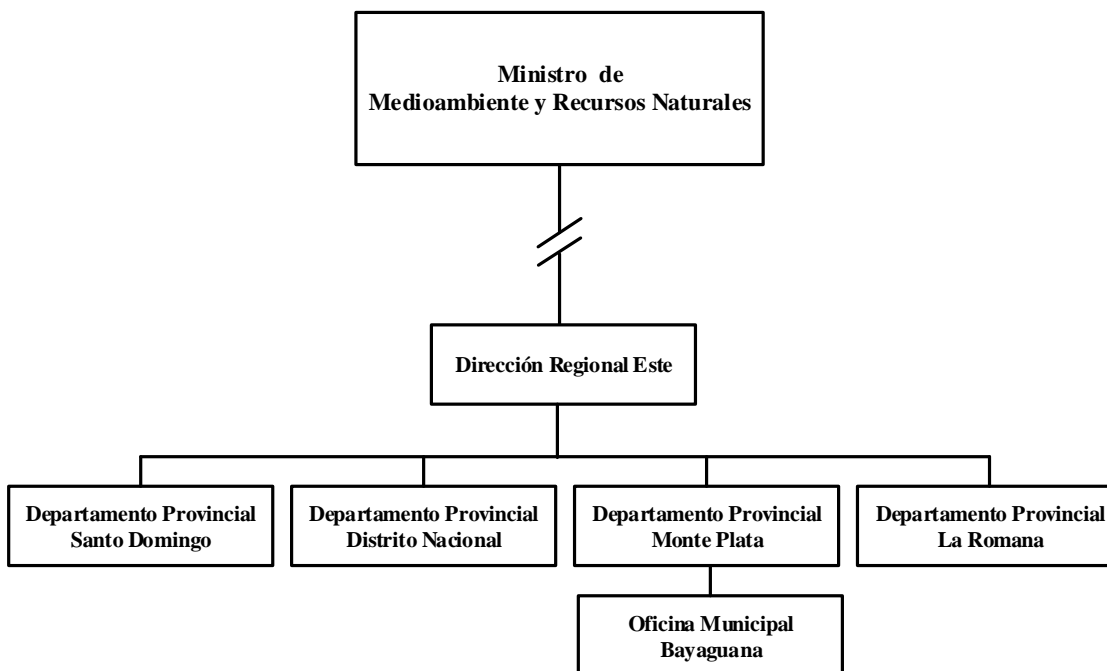 Ministro de
Medioambiente y Recursos Naturales
Dirección Regional Este
Departamento Provincial
Santo Domingo
Departamento Provincial
Distrito Nacional
Departamento Provincial
Monte Plata
Departamento Provincial
La Romana
Oficina Municipal
Bayaguana